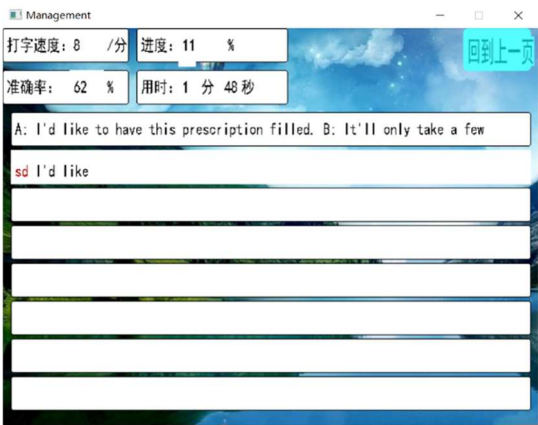 Management
打字速度：8 /分 进度：11 % 回到上一页
准确率： 62 % 用时：1 分 48 秒
A: I'd like to have this prescription filled. B: It'll only take a few
sd I'd like